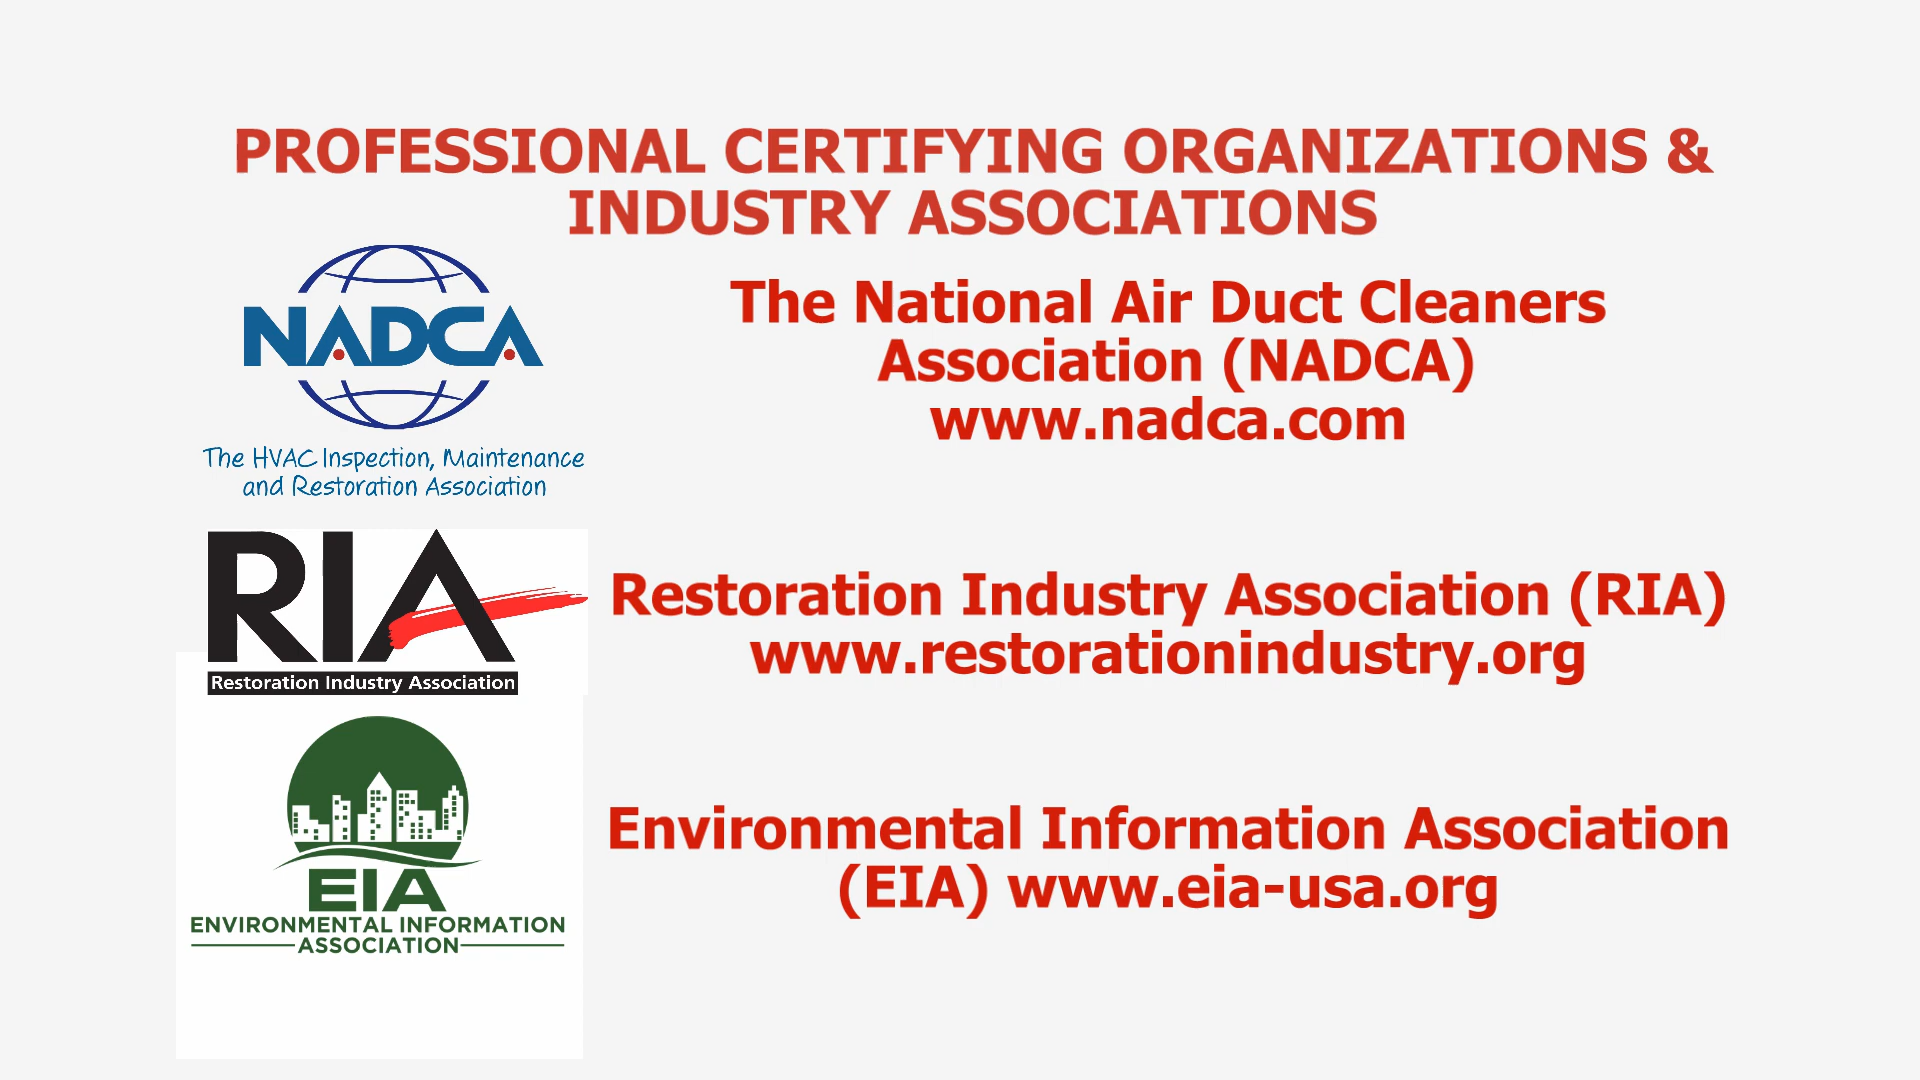 PROFESSIONAL CERTIFYING ORGANIZATIONS &
INDUSTRY ASSOCIATIONS
NADCA
The HVAC Inspection, Maintenance
and Restoration Association
The National Air Duct Cleaners
Association (NADCA)
www.nadca.com
RIA
Restoration Industry Association
Restoration Industry Association (RIA)
www.restorationindustry.org
EIA
ENVIRONMENTAL INFORMATION
ASSOCIATION
Environmental Information Association
(EIA) www.eia-usa.org